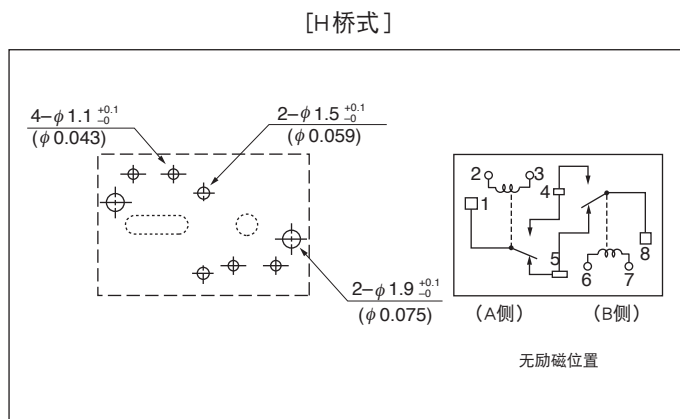 [H桥式]
4–φ1.1 +0.1 –0
(φ0.043)
2–φ1.5 +0.1 –0
(φ0.059)
2–φ1.9 +0.1 –0
(φ0.075)
2 3
4
1
5
8
6 7
(A侧) (B侧)
无励磁位置